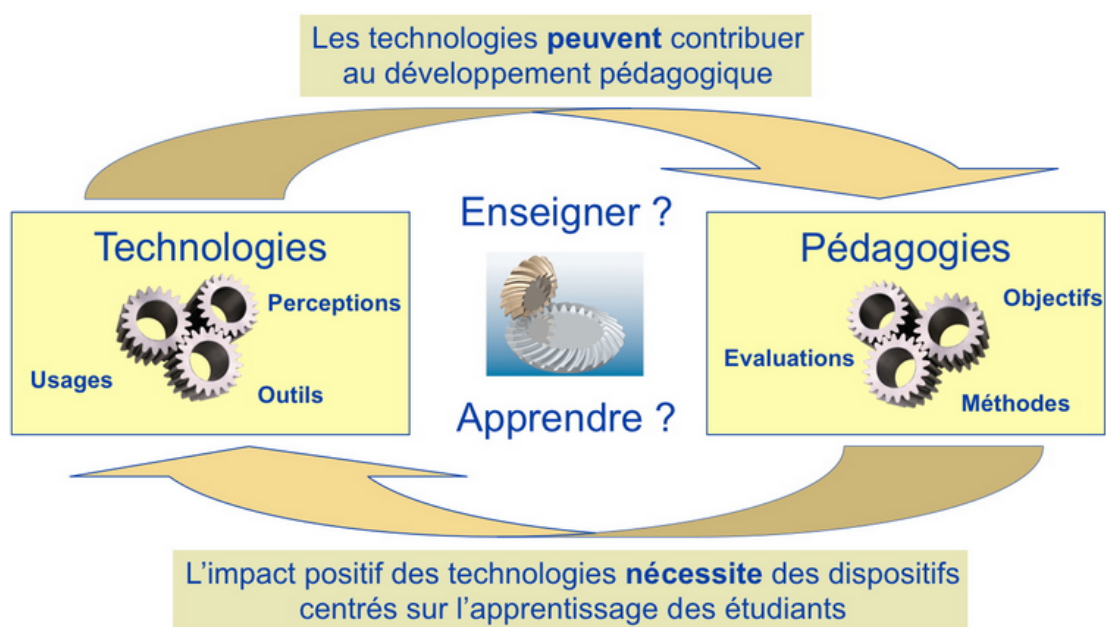 Les technologies peuvent contribuer
au développement pédagogique
Enseigner ?
Technologies
Perceptions
Usages
Outils
Pédagogies
Objectifs
Evaluations
Méthodes
Apprendre ?
L'impact positif des technologies nécessite des dispositifs
centrés sur l'apprentissage des étudiants